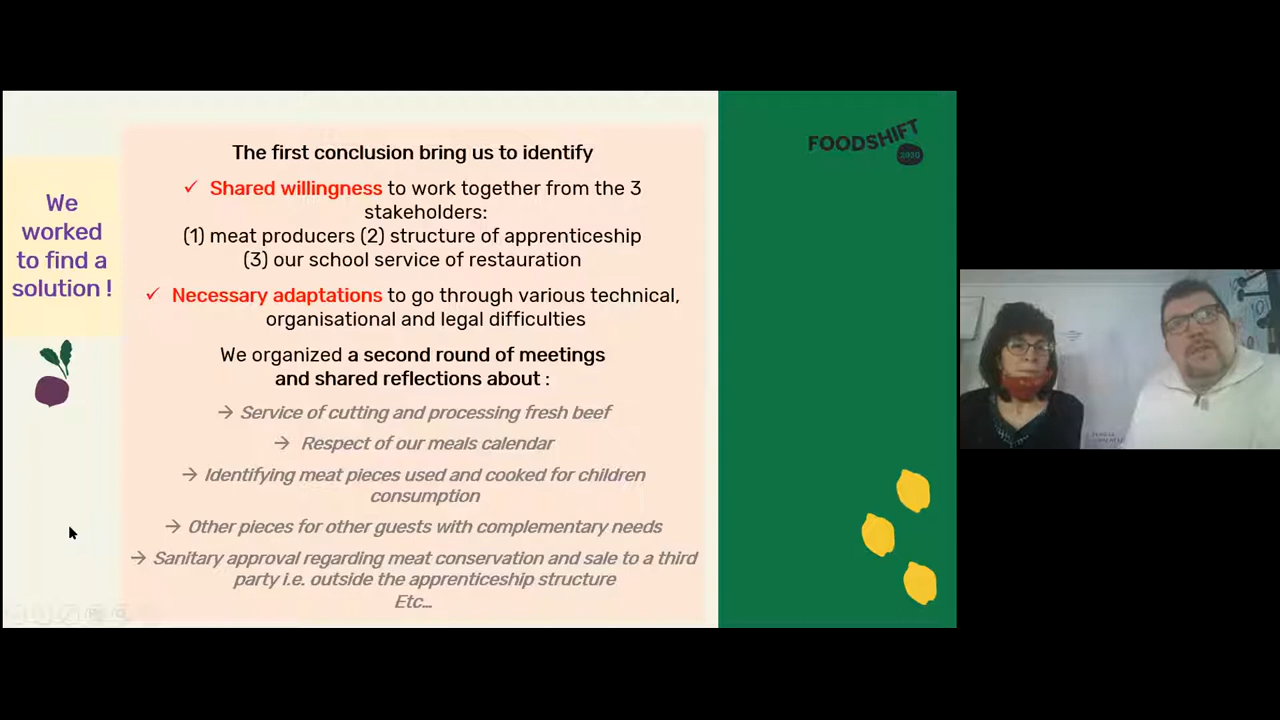 FOODSHIFT
2030
We
worked
to find a
solution !
The first conclusion bring us to identify
✓ Shared willingness to work together from the 3
stakeholders:
(1) meat producers (2) structure of apprenticeship
(3) our school service of restauration
✓ Necessary adaptations to go through various technical,
organisational and legal difficulties
We organized a second round of meetings
and shared reflections about :
→ Service of cutting and processing fresh beef
→ Respect of our meals calendar
→ Identifying meat pieces used and cooked for children
consumption
→ Other pieces for other guests with complementary needs
→ Sanitary approval regarding meat conservation and sale to a third
party i.e. outside the apprenticeship structure
Etc...